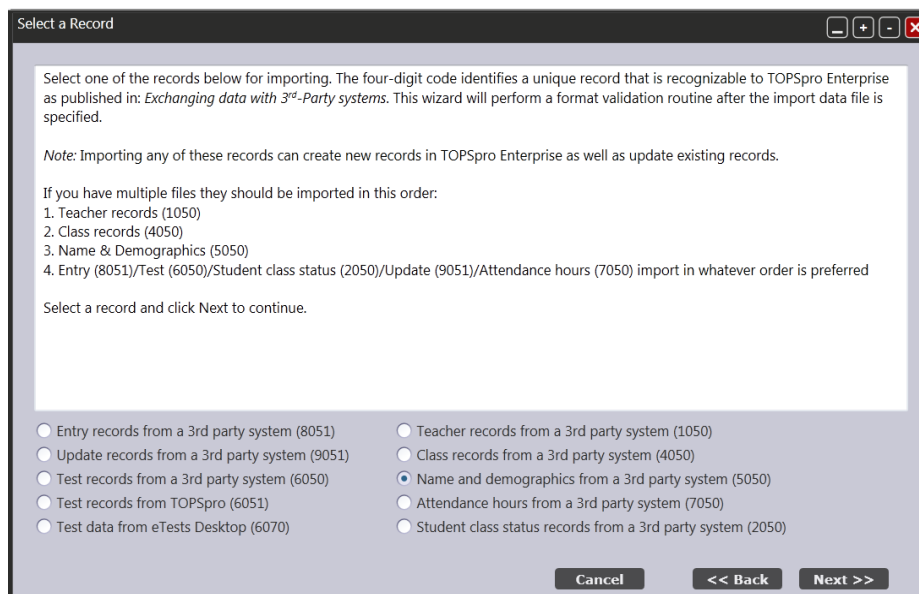 Select a Record
Select one of the records below for importing. The four-digit code identifies a unique record that is recognizable to TOPSpro Enterprise
as published in: Exchanging data with 3rd-Party systems. This wizard will perform a format validation routine after the import data file is
specified.
Note: Importing any of these records can create new records in TOPSpro Enterprise as well as update existing records.
If you have multiple files they should be imported in this order:
1. Teacher records (1050)
2. Class records (4050)
3. Name & Demographics (5050)
4. Entry (8051)/Test (6050)/Student class status (2050)/Update (9051)/Attendance hours (7050) import in whatever order is preferred
Select a record and click Next to continue.
Entry records from a 3rd party system (8051)
Update records from a 3rd party system (9051)
Test records from a 3rd party system (6050)
Test records from TOPSpro (6051)
Test data from eTests Desktop (6070)
Teacher records from a 3rd party system (1050)
Class records from a 3rd party system (4050)
Name and demographics from a 3rd party system (5050)
Attendance hours from a 3rd party system (7050)
Student class status records from a 3rd party system (2050)
Cancel
<< Back
Next >>